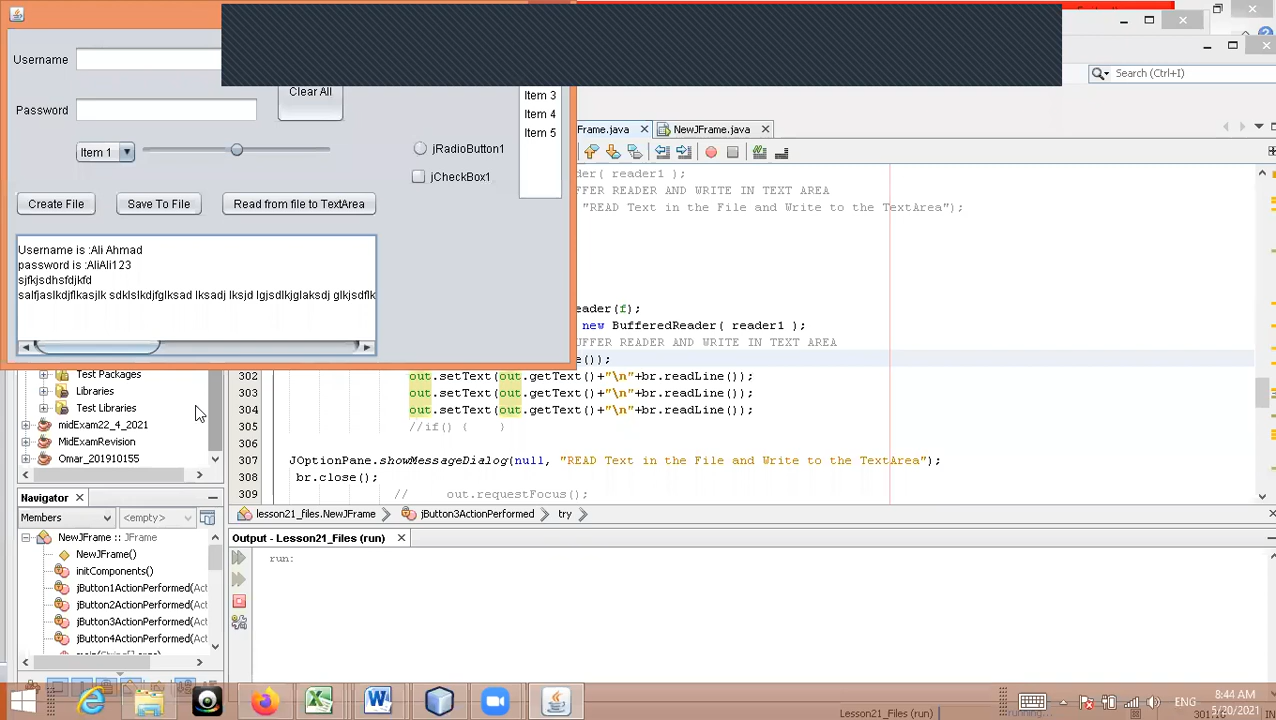 Username
Password
Clear All
Item 3
Item 4
Item 5
Item 1
jRadioButton1
jCheckBox1
Create File
Save To File
Read from file to TextArea
Username is :Ali Ahmad
password is :AliAli123
sjfkjsdhsfdjkfd
salfjaslkdjflkasjlk sdklslkdjfglksad lksadj lksjd lgjsdlkjglaksdj glkjsdflk
Search (Ctrl+I)
Frame.java
NewJFrame.java
der( reader1 );
FFER READER AND WRITE IN TEXT AREA
"READ Text in the File and Write to the TextArea");
eader(f);
new BufferedReader( reader1 );
UFFER READER AND WRITE IN TEXT AREA
e());
302 out.setText(out.getText()+"\n"+br.readLine());
303 out.setText(out.getText()+"\n"+br.readLine());
304 out.setText(out.getText()+"\n"+br.readLine());
305 //if() { }
306
307 JOptionPane.showMessageDialog(null, "READ Text in the File and Write to the TextArea");
308 br.close();
309 // out.requestFocus();
lesson21_files.NewJFrame
jButton3ActionPerformed
try
Test Packages
Libraries
Test Libraries
midExam22_4_2021
MidExamRevision
Omar_201910155
Navigator
Members
<empty>
NewJFrame :: JFrame
NewJFrame()
initComponents()
jButton1ActionPerformed(Act
jButton2ActionPerformed(Act
jButton3ActionPerformed(Act
jButton4ActionPerformed(Act
Output - Lesson21_Files (run)
run:
Lesson21_Files (run)
running...
ENG
8:44 AM
5/30/2021